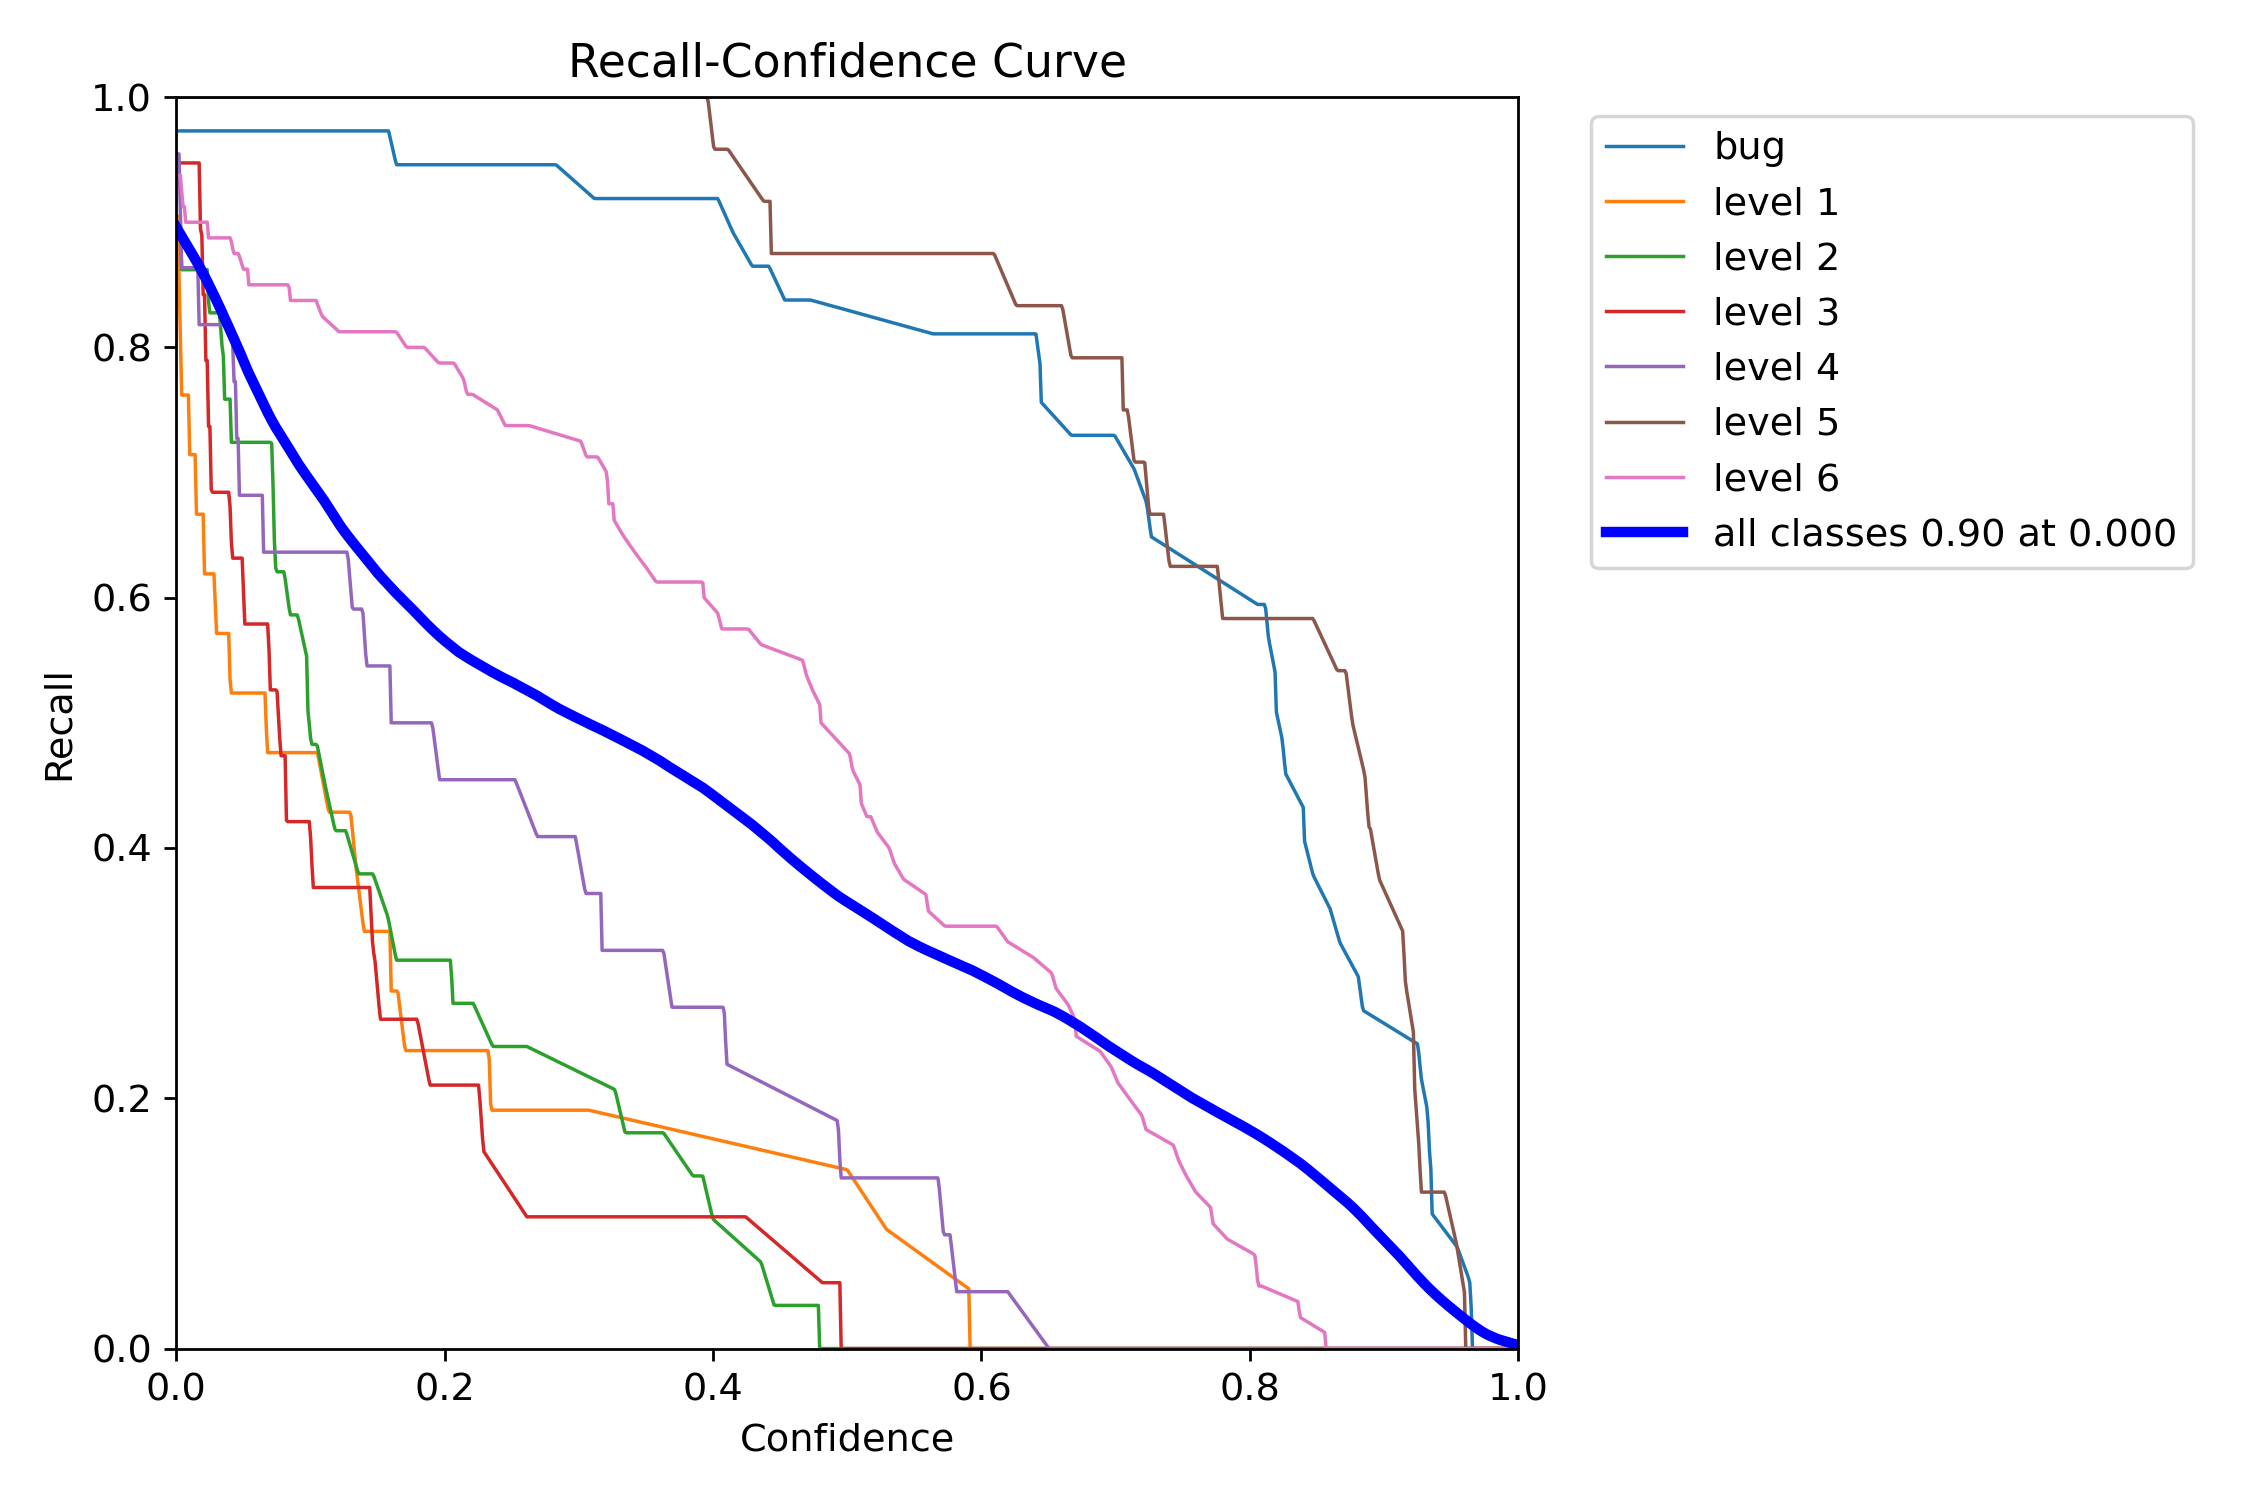 Recall-Confidence Curve
1.0
0.8
0.6
0.4
0.2
0.0
Recall
0.0 0.2 0.4 0.6 0.8 1.0
Confidence
bug
level 1
level 2
level 3
level 4
level 5
level 6
all classes 0.90 at 0.000